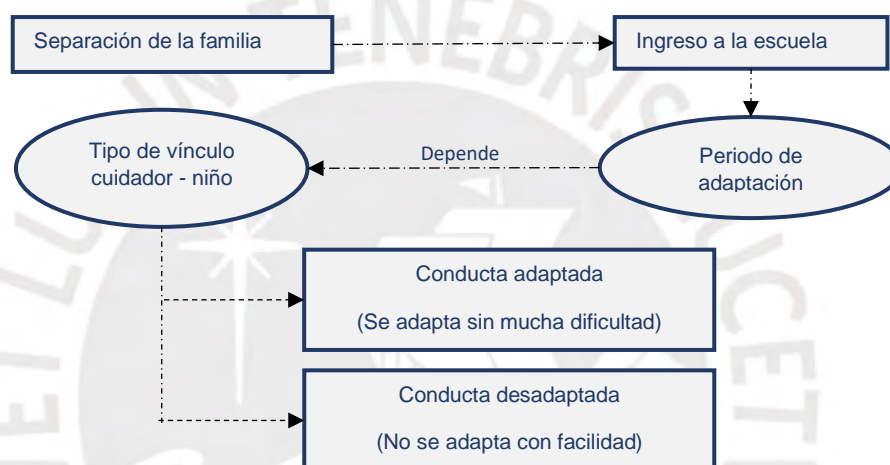 Separación de la familia
Ingreso a la escuela
Tipo de vínculo
cuidador - niño
Depende
Periodo de
adaptación
Conducta adaptada
(Se adapta sin mucha dificultad)
Conducta desadaptada
(No se adapta con facilidad)